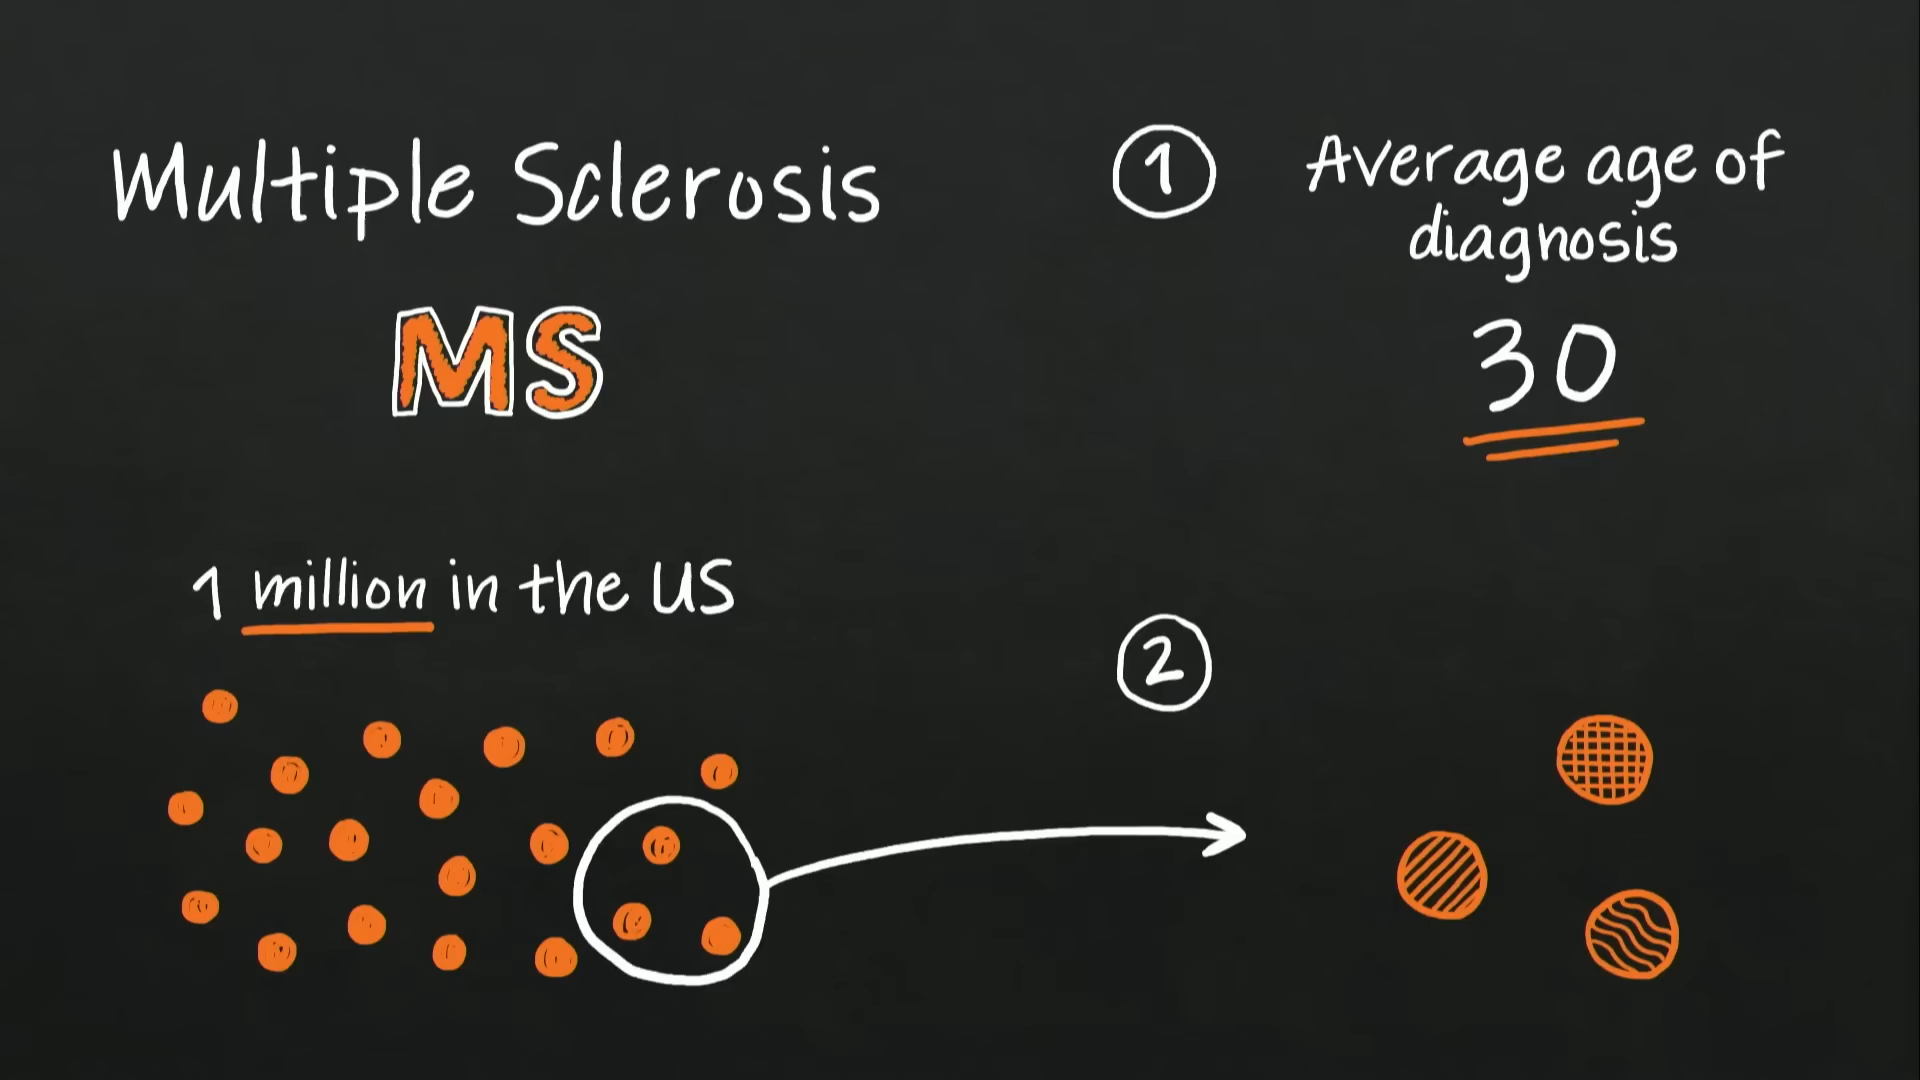 Multiple Sclerosis
MS
1 million in the US
1
Average age of
diagnosis
30
2